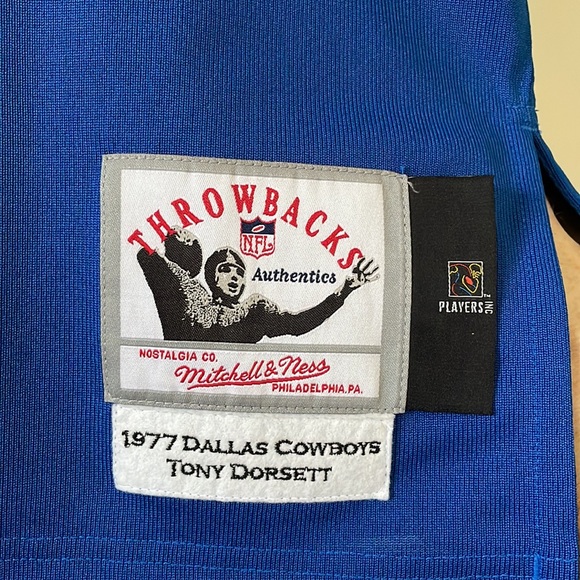 THROWBACKS
NFL
Authentics
NOSTALGIA CO.
Mitchell & Ness
PHILADELPHIA, PA.
PLAYERS INC
1977 DALLAS COWBOYS
TONY DORSETT